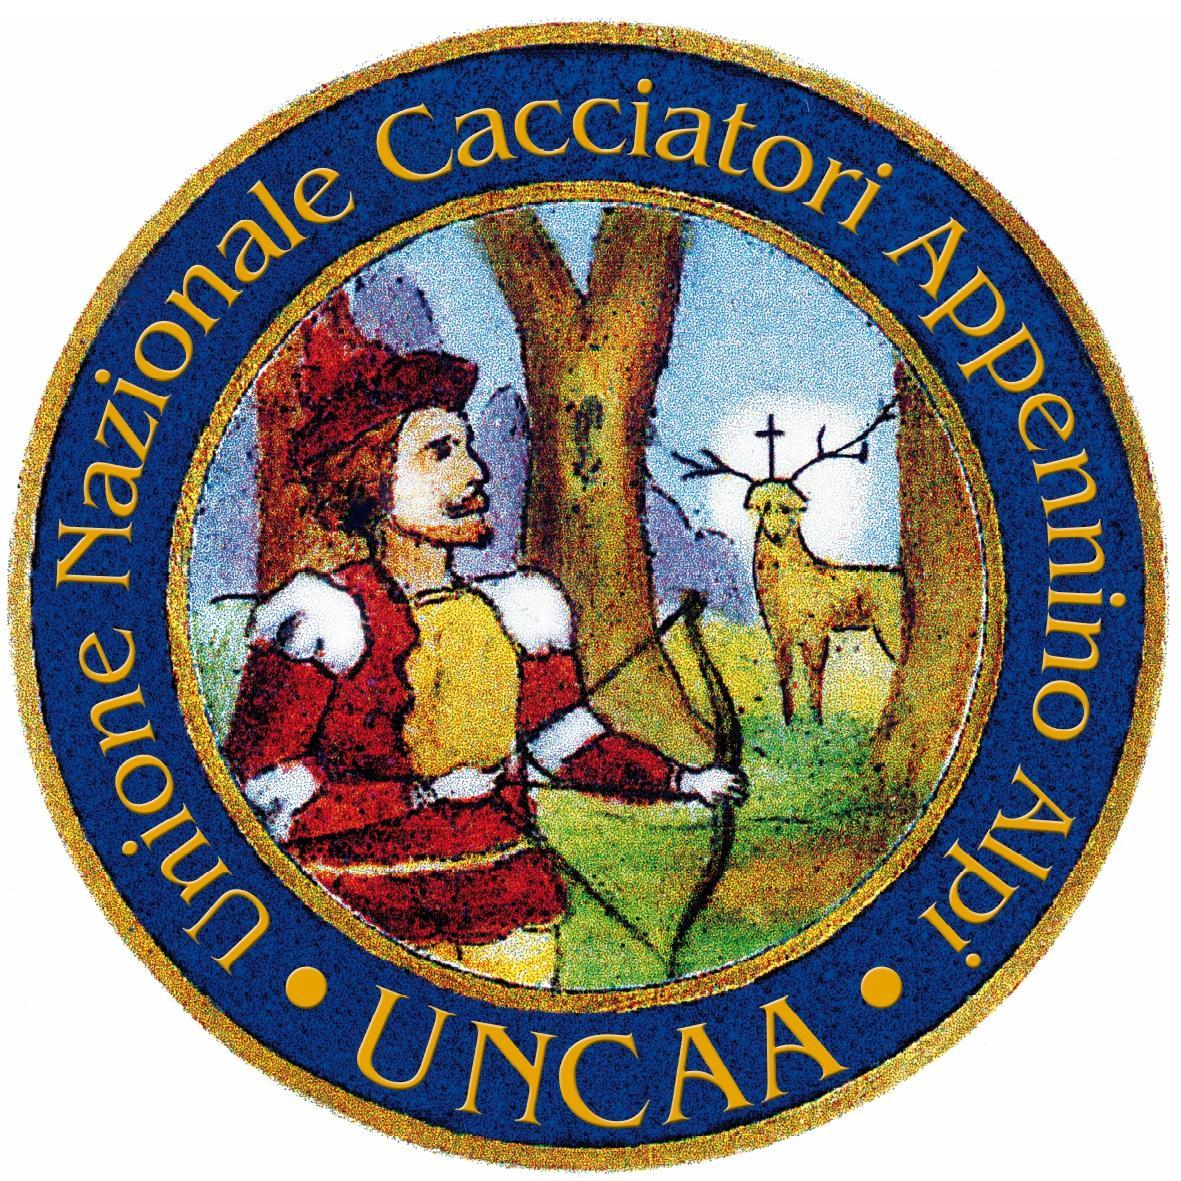 Unione Nazionale Cacciatori Appennino Alpi
• UNCAA •